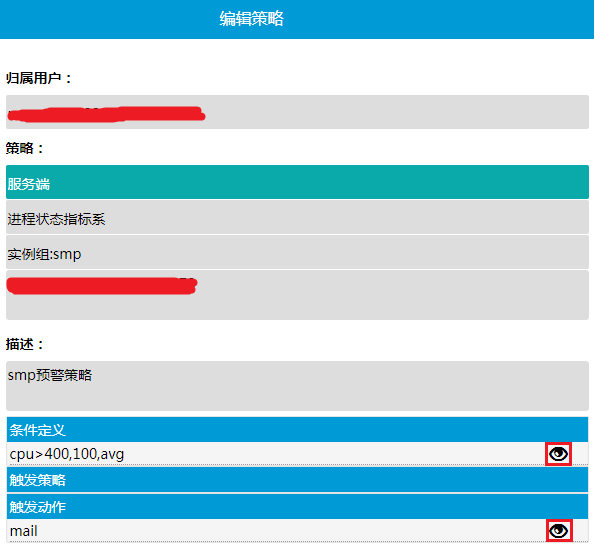 编辑策略
归属用户：
策略：
服务端
进程状态指标系
实例组:smp
描述：
smp预警策略
条件定义
cpu>400,100,avg
触发策略
触发动作
mail